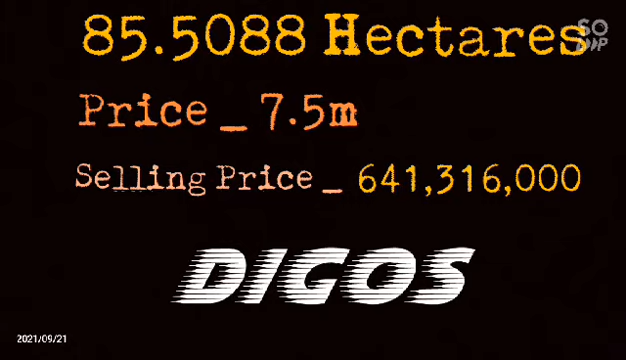 85.5088 Hectares
Price _ 7.5m
Selling Price _ 641,316,000
DIGOS
2021/09/21